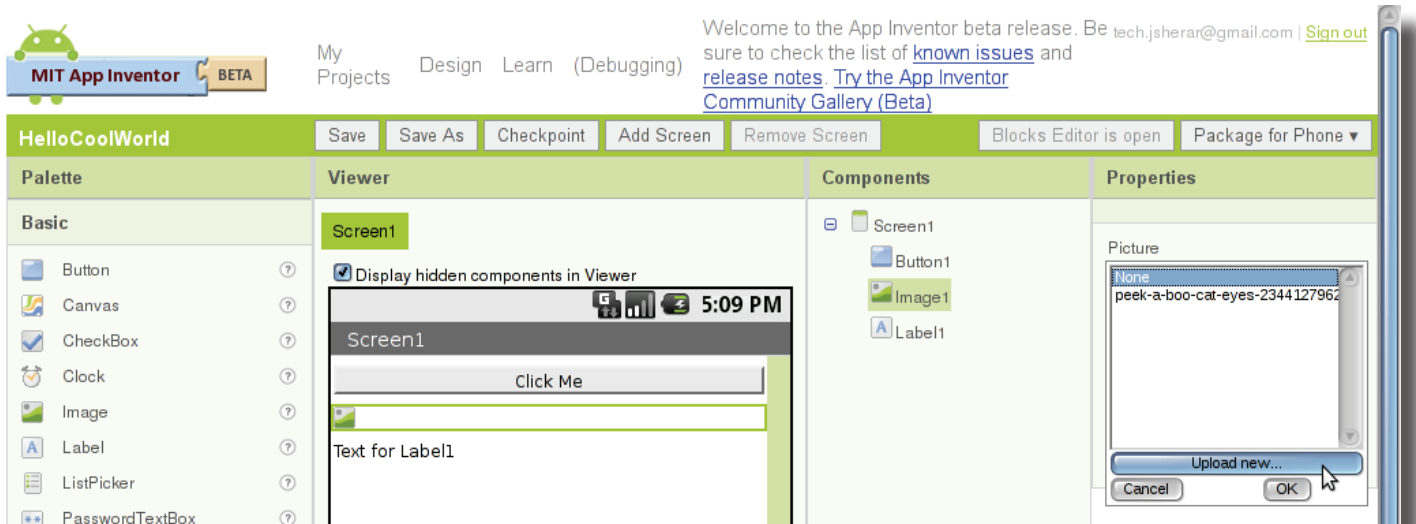 MIT App Inventor BETA
My Projects
Design Learn (Debugging)
Welcome to the App Inventor beta release. Be
sure to check the list of known issues and
release notes. Try the App Inventor
Community Gallery (Beta)
tech.jsherar@gmail.com | Sign out
HelloCoolWorld
Save Save As Checkpoint Add Screen Remove Screen Blocks Editor is open Package for Phone ▾
Palette Viewer Components Properties
Basic
Button ?
Canvas ?
CheckBox ?
Clock ?
Image ?
Label ?
ListPicker ?
PasswordTextBox ?
Screen1
Display hidden components in Viewer
G 5:09 PM
Screen1
Click Me
Text for Label1
Screen1
Button1
Image1
A Label1
Picture
None
peek-a-boo-cat-eyes-2344127962
Upload new...
Cancel OK